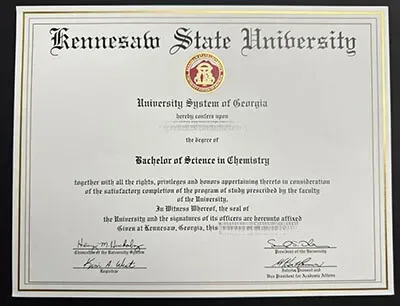 Kennesaw State University
University System of Georgia
hereby confers upon
the degree of
Bachelor of Science in Chemistry
together with all the rights, privileges and honors appertaining thereto in consideration
of the satisfactory completion of the program of study prescribed by the faculty
of the University.
In Witness Whereof, the seal of
the University and the signatures of its officers are hereunto affixed
Given at Kennesaw, Georgia, this
Chancellor of the University System
President of the University
Registrar
Interim Provost and
Vice President for Academic Affairs